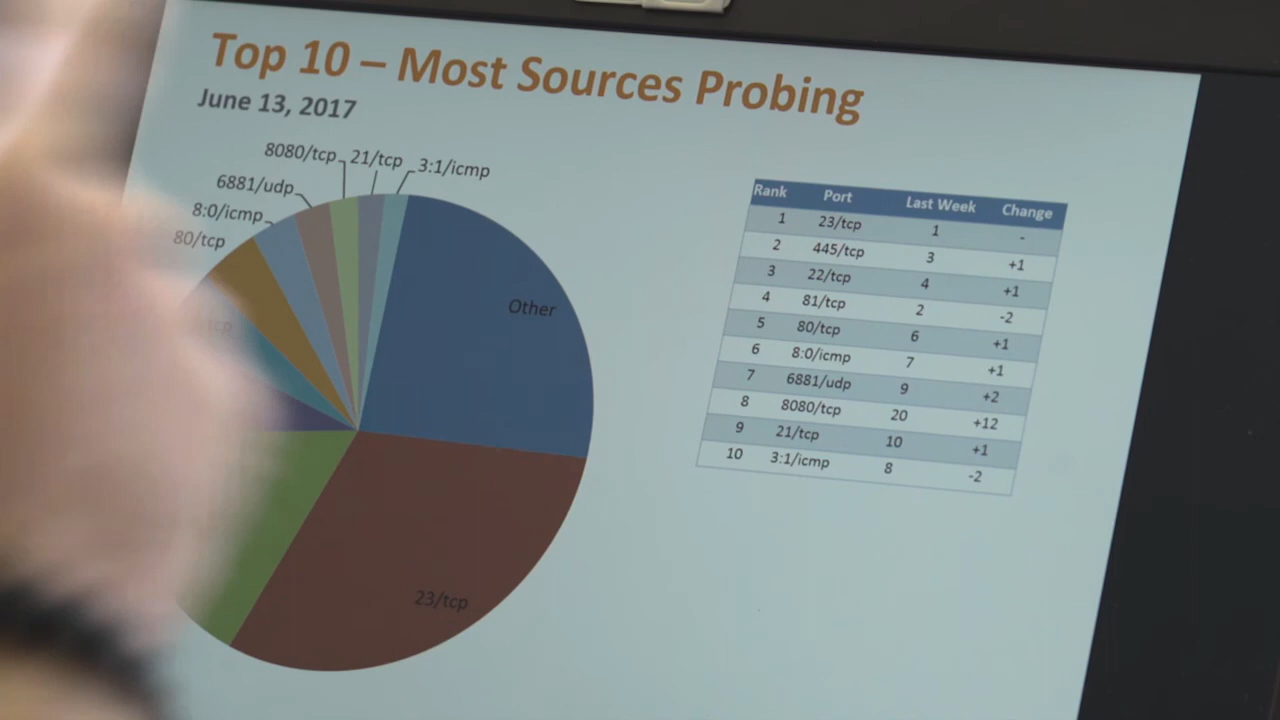 Top 10 – Most Sources Probing
June 13, 2017
8080/tcp 21/tcp 3:1/icmp
6881/udp
8:0/icmp
80/tcp
Other
23/tcp
Rank Port Last Week Change
1 23/tcp 1 -
2 445/tcp 3 +1
3 22/tcp 4 +1
4 81/tcp 2 -2
5 80/tcp 6 +1
6 8:0/icmp 7 +1
7 6881/udp 9 +2
8 8080/tcp 20 +12
9 21/tcp 10 +1
10 3:1/icmp 8 -2